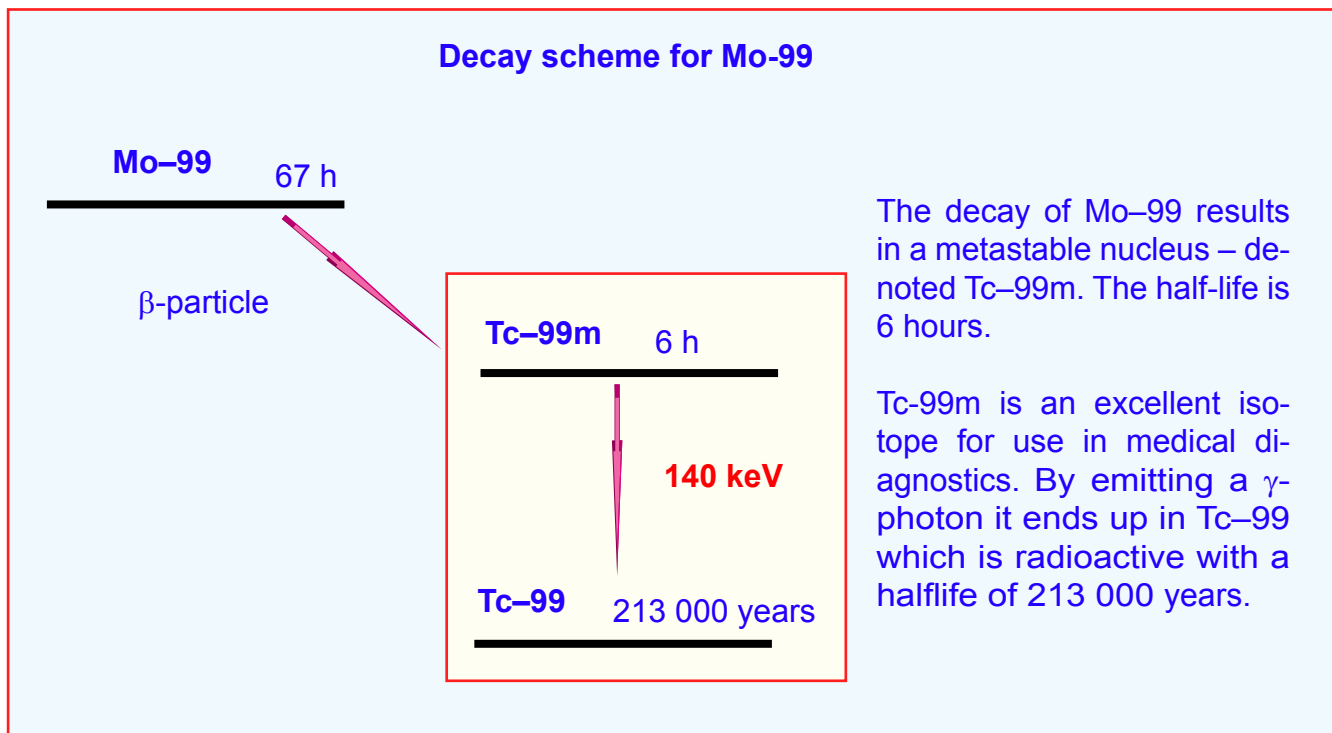 Decay scheme for Mo-99
Mo–99 67 h
β-particle
Tc–99m 6 h
140 keV
Tc–99 213 000 years
The decay of Mo–99 results
in a metastable nucleus – de-
noted Tc–99m. The half-life is
6 hours.
Tc-99m is an excellent iso-
tope for use in medical di-
agnostics. By emitting a γ-
photon it ends up in Tc–99
which is radioactive with a
halflife of 213 000 years.